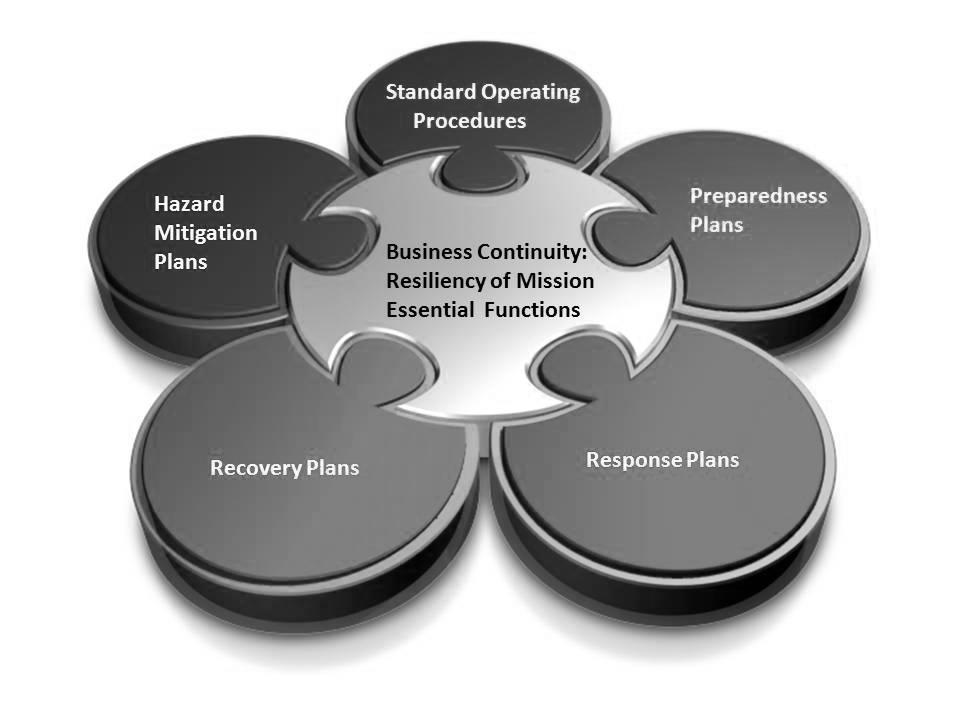 Standard Operating
Procedures
Preparedness
Plans
Hazard
Mitigation
Plans
Business Continuity:
Resiliency of Mission
Essential Functions
Recovery Plans
Response Plans